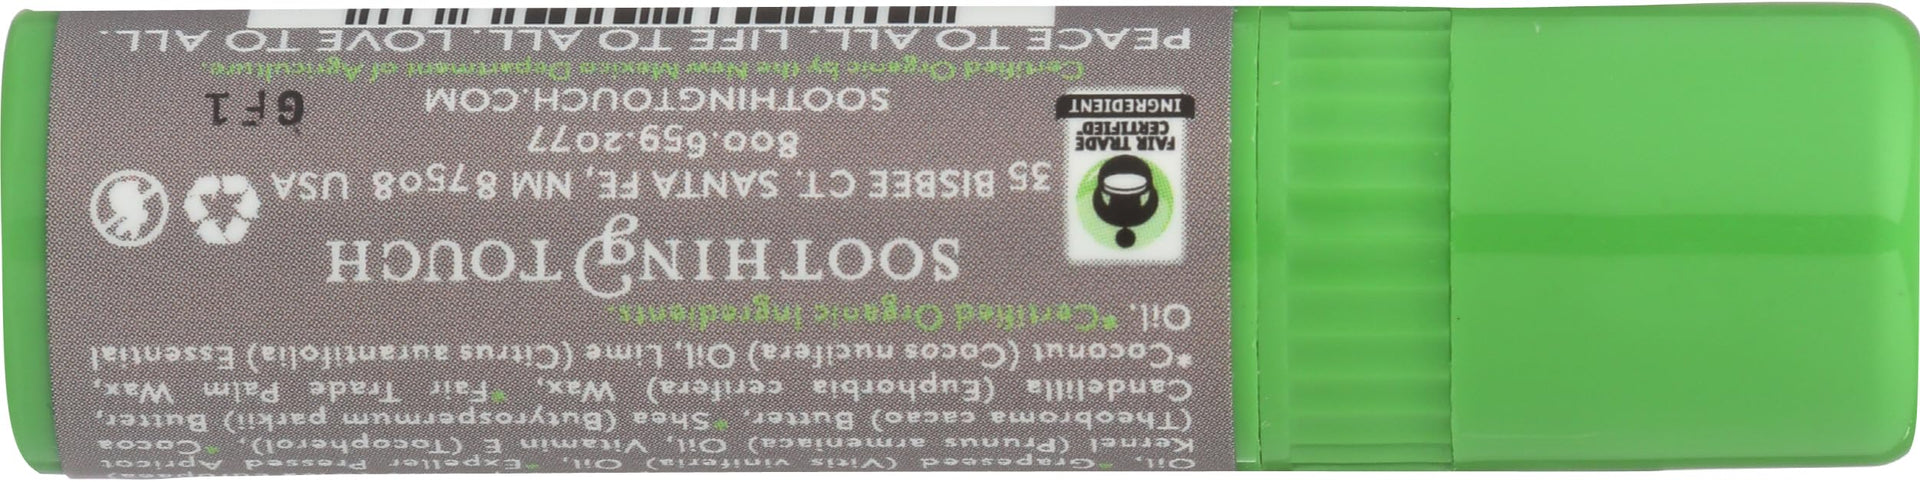 Oil, *Grapeseed (Vitis vinifera) Oil, *Expeller Pressed Apricot
Kernel (Prunus armeniaca) Oil, Vitamin E (Tocopherol), *Cocoa
(Theobroma cacao) Butter, *Shea (Butyrospermum parkii) Butter,
Candelilla (Euphorbia cerifera) Wax, *Fair Trade Palm Wax,
*Coconut (Cocos nucifera) Oil, Lime (Citrus aurantifolia) Essential
Oil. *Certified Organic Ingredients.
SOOTHING TOUCH
35 BISBEE CT. SANTA FE, NM 87508 USA
800.659.2077
SOOTHINGTOUCH.COM
Certified Organic by the New Mexico Department of Agriculture.
PEACE TO ALL. LIFE TO ALL. LOVE TO ALL.
FAIR TRADE
CERTIFIED
INGREDIENT
GF1